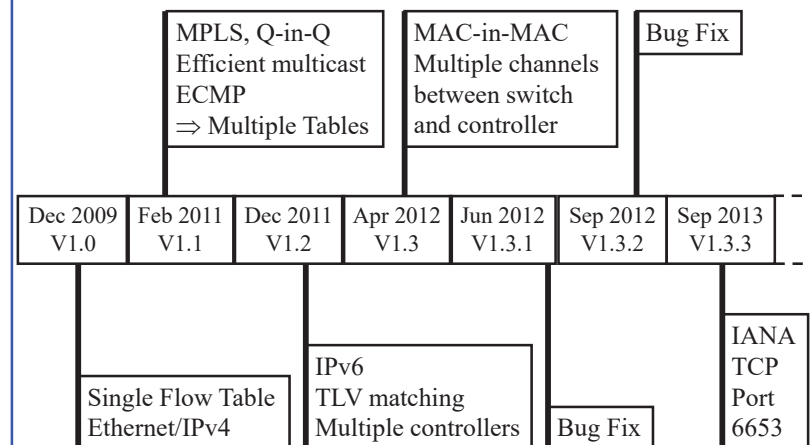 MPLS, Q-in-Q
Efficient multicast
ECMP
⇒ Multiple Tables
MAC-in-MAC
Multiple channels
between switch
and controller
Bug Fix
Dec 2009
V1.0
Feb 2011
V1.1
Dec 2011
V1.2
Apr 2012
V1.3
Jun 2012
V1.3.1
Sep 2012
V1.3.2
Sep 2013
V1.3.3
Single Flow Table
Ethernet/IPv4
IPv6
TLV matching
Multiple controllers
Bug Fix
IANA
TCP
Port
6653